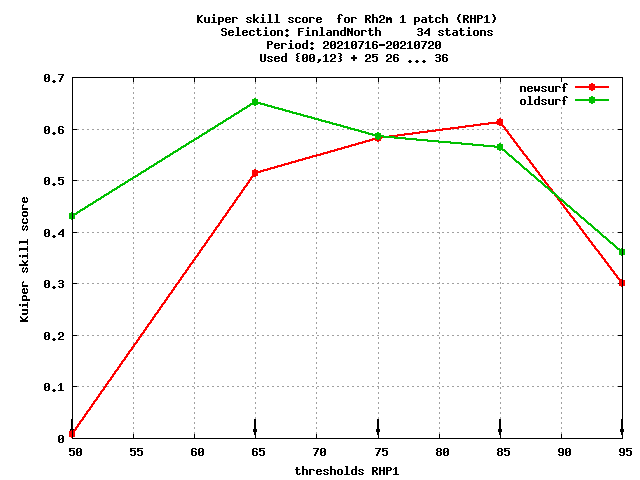 Kuiper skill score  for Rh2m 1 patch (RHP1)
Selection: FinlandNorth     34 stations
Period: 20210716-20210720
Used {00,12} + 25 26 ... 36
newsurf
oldsurf
0.7
0.6
0.5
0.4
0.3
0.2
0.1
0
Kuiper skill score
50 55 60 65 70 75 80 85 90 95
thresholds RHP1